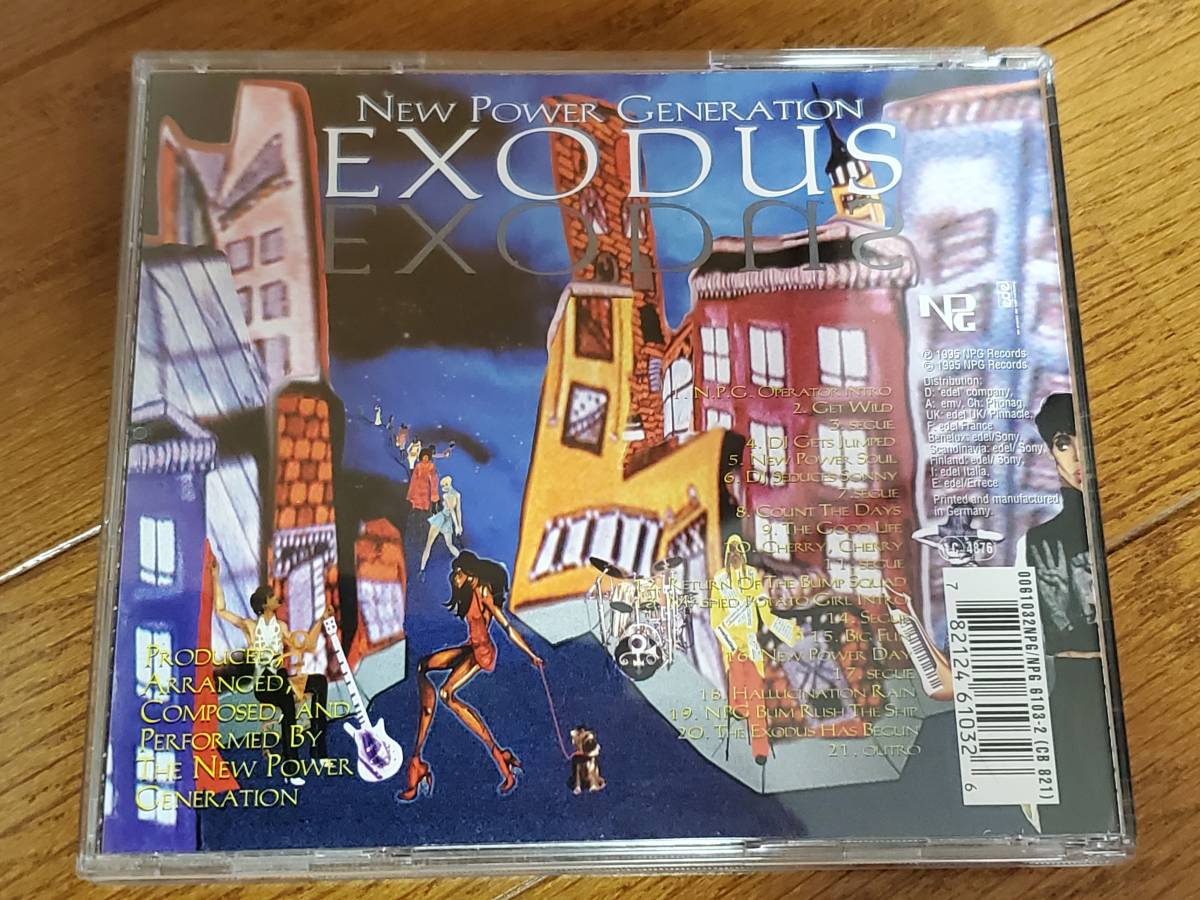 NEW POWER GENERATION
EXODUS
EXODUS
NPG
edel
℗ 1995 NPG Records
© 1995 NPG Records
Distribution:
D: "edel" company,
A: emv, Ch: Phonag,
UK: edel UK/ Pinnacle,
F: edel France
Benelux: edel/Sony,
Scandinavia: edel/ Sony,
Finland: edel/ Sony,
I: edel Italia,
E: edel/Errece
Printed and manufactured
in Germany.
LC 4876
1. N.P.G. OPERATOR INTRO
2. GET WILD
3. SEGUE
4. DJ GETS JUMPED
5. NEW POWER SOUL
6. DJ SEDUCES SONNY
7. SEGUE
8. COUNT THE DAYS
9. THE GOOD LIFE
10. CHERRY, CHERRY
11. SEGUE
12. RETURN OF THE BUMP SQUAD
13. MASHED POTATO GIRL INTRO
14. SEGUE
15. BIG FUN
16. NEW POWER DAY
17. SEGUE
18. HALLUCINATION RAIN
19. NPG BUM RUSH THE SHIP
20. THE EXODUS HAS BEGUN
21. OUTRO
PRODUCED,
ARRANGED,
COMPOSED, AND
PERFORMED BY
THE NEW POWER
GENERATION
0061032NPG/NPG 6103-2 (CB 821)
7 82124 61032 6